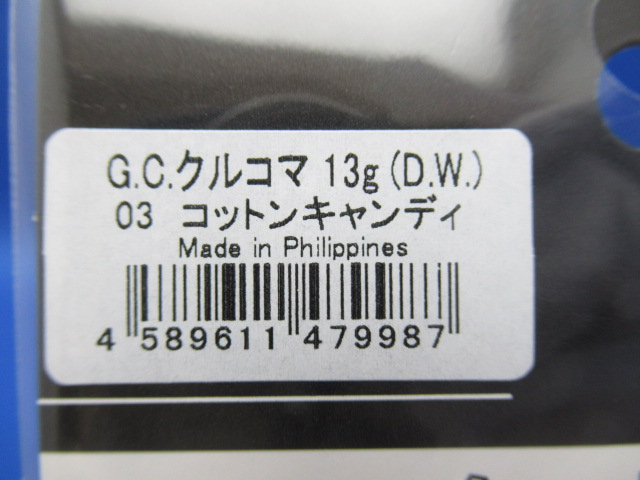 G.C.クルコマ 13g (D.W.)
03 コットンキャンディ
Made in Philippines
4 589611 479987